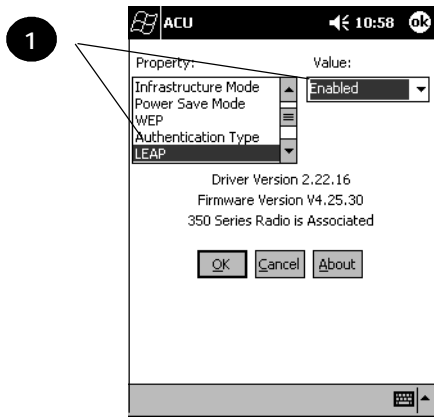 ACU 10:58 ok
1
Property: Value:
Infrastructure Mode Enabled
Power Save Mode
WEP
Authentication Type
LEAP
Driver Version 2.22.16
Firmware Version V4.25.30
350 Series Radio is Associated
OK Cancel About